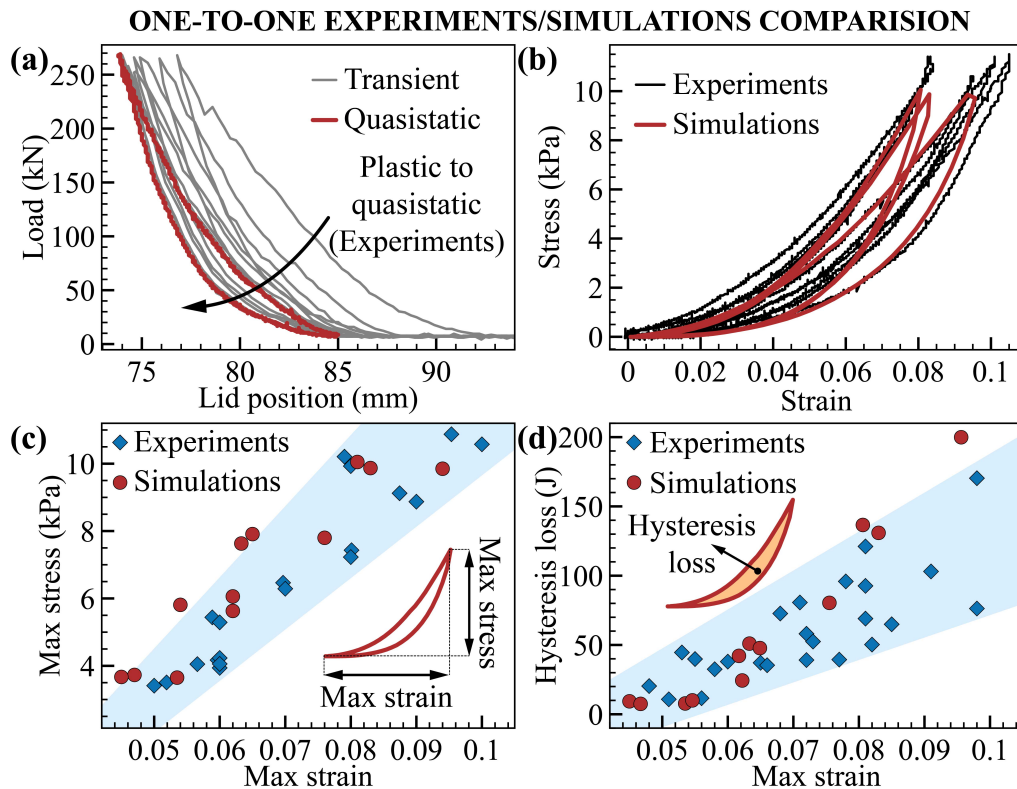 ONE-TO-ONE EXPERIMENTS/SIMULATIONS COMPARISION
(a)
Transient
Quasistatic
Plastic to
quasistatic
(Experiments)
Load (kN)
250
200
150
100
50
0
75
80
85
90
Lid position (mm)
(b)
Experiments
Simulations
Stress (kPa)
10
8
6
4
2
0
0
0.02
0.04
0.06
0.08
0.1
Strain
(c)
Experiments
Simulations
Max stress (kPa)
10
8
6
4
Max stress
Max strain
0.05
0.06
0.07
0.08
0.09
0.1
Max strain
(d)
Experiments
Simulations
Hysteresis
loss
Hysteresis loss (J)
200
150
100
50
0
0.05
0.06
0.07
0.08
0.09
0.1
Max strain